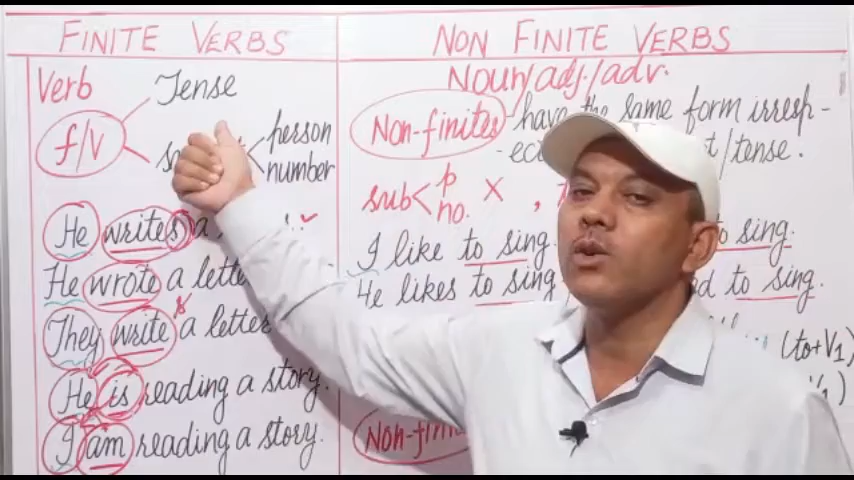 FINITE VERBS
Verb
Tense
f/v
person
number
He writes a
He wrote a lette
They write a letter
He is reading a story.
I am reading a story.
NON FINITE VERBS
Noun/adj./adv.
Non-finites - have the same form irresp-
/tense.
sub < p
no. X ,
I like to sing. to sing.
He likes to sing to sing.
(to+V1)
Non-fini